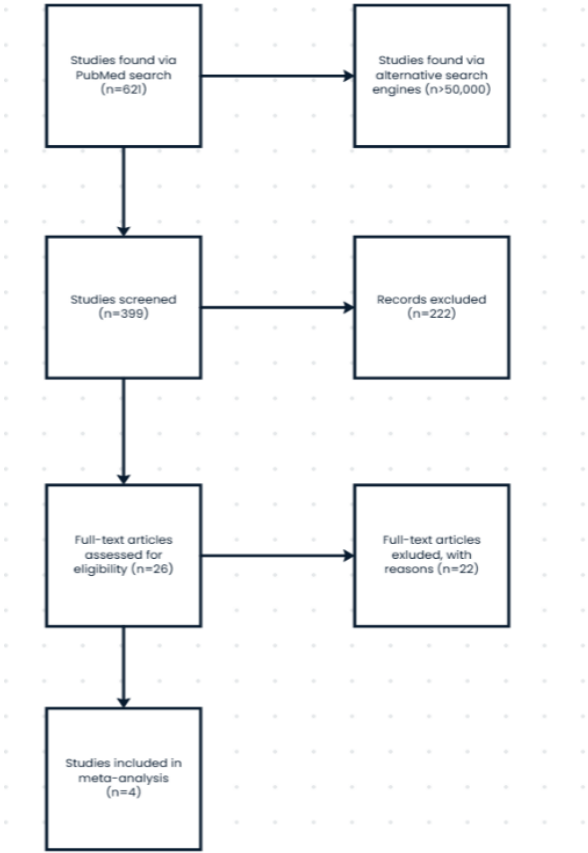 Studies found via
PubMed search
(n=621)
Studies found via
alternative search
engines (n>50,000)
Studies screened
(n=399)
Records excluded
(n=222)
Full-text articles
assessed for
eligibility (n=26)
Full-text articles
exluded, with
reasons (n=22)
Studies included in
meta-analysis
(n=4)